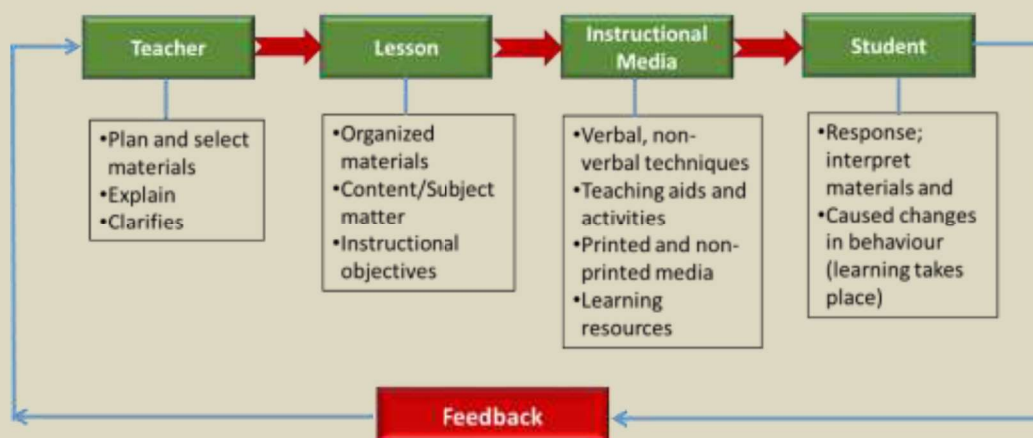 Teacher
Lesson
Instructional
Media
Student
•Plan and select
materials
•Explain
•Clarifies
•Organized
materials
•Content/Subject
matter
•Instructional
objectives
•Verbal, non-
verbal techniques
•Teaching aids and
activities
•Printed and non-
printed media
•Learning
resources
•Response;
interpret
materials and
•Caused changes
in behaviour
(learning takes
place)
Feedback